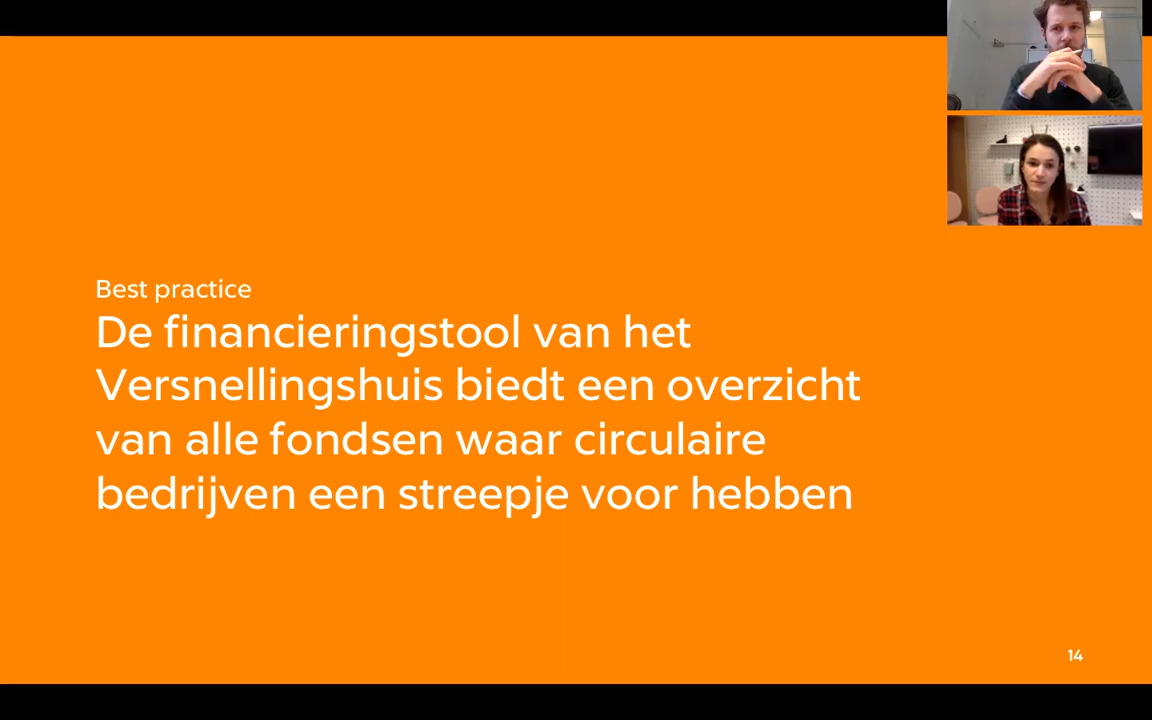 Best practice
De financieringstool van het
Versnellingshuis biedt een overzicht
van alle fondsen waar circulaire
bedrijven een streepje voor hebben
14